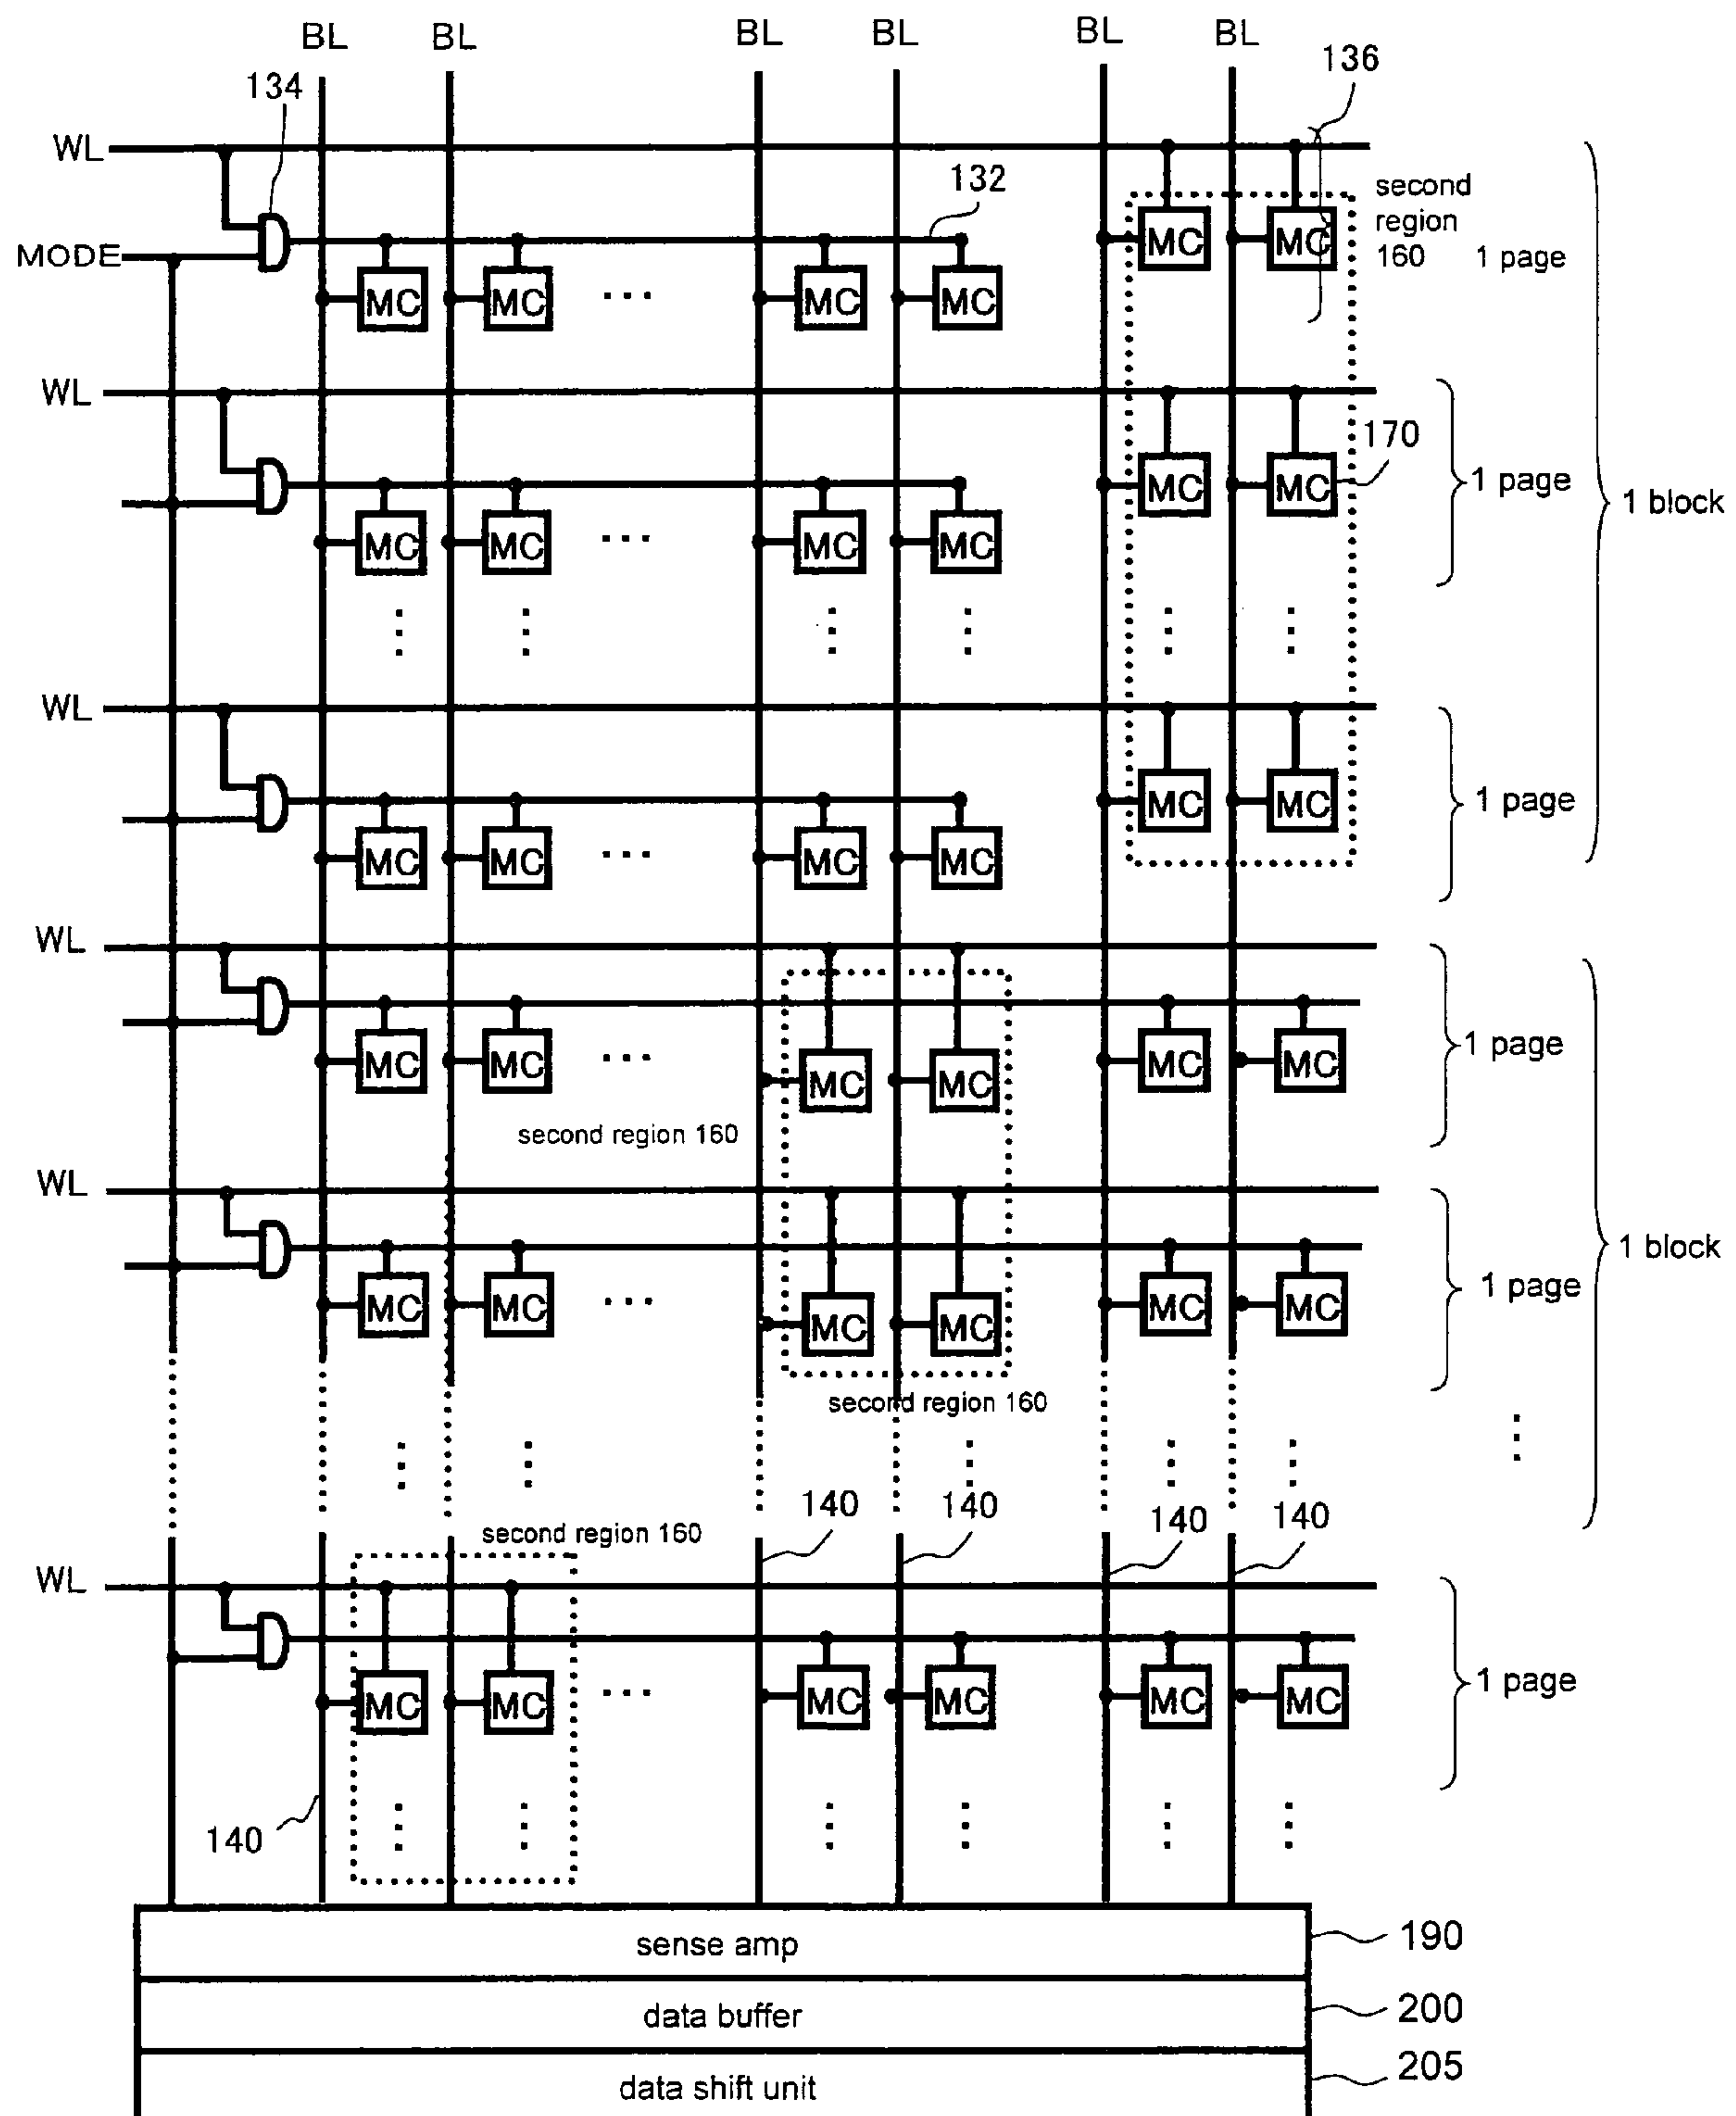 BL BL BL BL BL BL
134
136
WL
132
second
region
160
1 page
MODE
MC MC
MC MC ... MC MC
WL
170
MC MC
1 page
1 block
MC MC ... MC MC
WL
MC MC
1 page
MC MC ... MC MC
WL
MC MC ... MC MC
1 page
MC MC
second region 160
WL
1 block
MC MC ... MC MC
1 page
MC MC
second region 160
140 140 140 140
second region 160
WL
MC MC ... MC MC MC MC
1 page
140
sense amp
190
data buffer
200
data shift unit
205